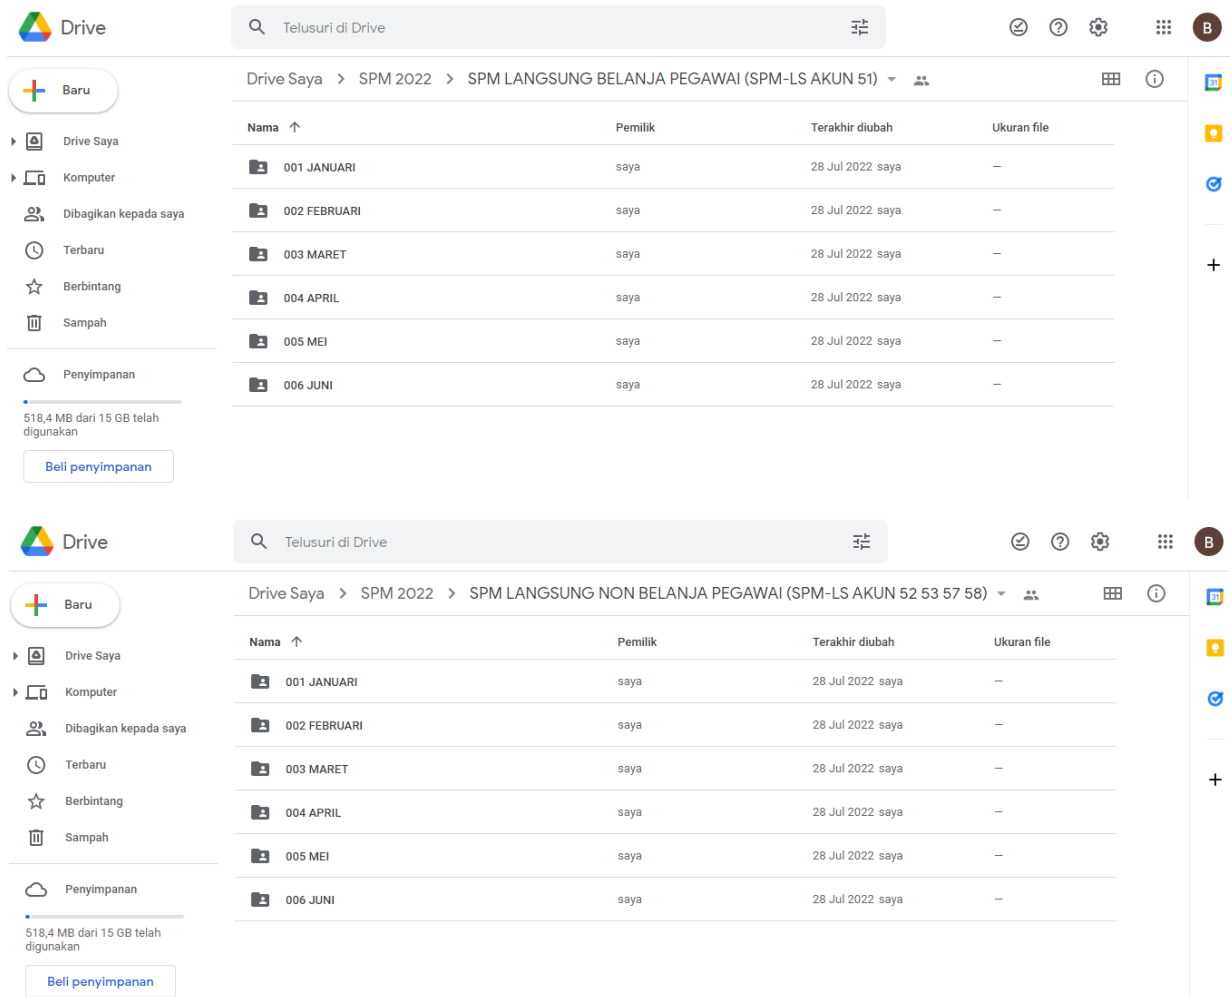 Drive
Telusuri di Drive
B
Baru
Drive Saya > SPM 2022 > SPM LANGSUNG BELANJA PEGAWAI (SPM-LS AKUN 51)
31
Nama Pemilik Terakhir diubah Ukuran file
Drive Saya
Komputer
Dibagikan kepada saya
Terbaru
Berbintang
Sampah
Penyimpanan
518,4 MB dari 15 GB telah
digunakan
Beli penyimpanan
001 JANUARI saya 28 Jul 2022 saya —
002 FEBRUARI saya 28 Jul 2022 saya —
003 MARET saya 28 Jul 2022 saya —
004 APRIL saya 28 Jul 2022 saya —
005 MEI saya 28 Jul 2022 saya —
006 JUNI saya 28 Jul 2022 saya —
Drive
Telusuri di Drive
B
Baru
Drive Saya > SPM 2022 > SPM LANGSUNG NON BELANJA PEGAWAI (SPM-LS AKUN 52 53 57 58)
31
Nama Pemilik Terakhir diubah Ukuran file
Drive Saya
Komputer
Dibagikan kepada saya
Terbaru
Berbintang
Sampah
Penyimpanan
518,4 MB dari 15 GB telah
digunakan
Beli penyimpanan
001 JANUARI saya 28 Jul 2022 saya —
002 FEBRUARI saya 28 Jul 2022 saya —
003 MARET saya 28 Jul 2022 saya —
004 APRIL saya 28 Jul 2022 saya —
005 MEI saya 28 Jul 2022 saya —
006 JUNI saya 28 Jul 2022 saya —